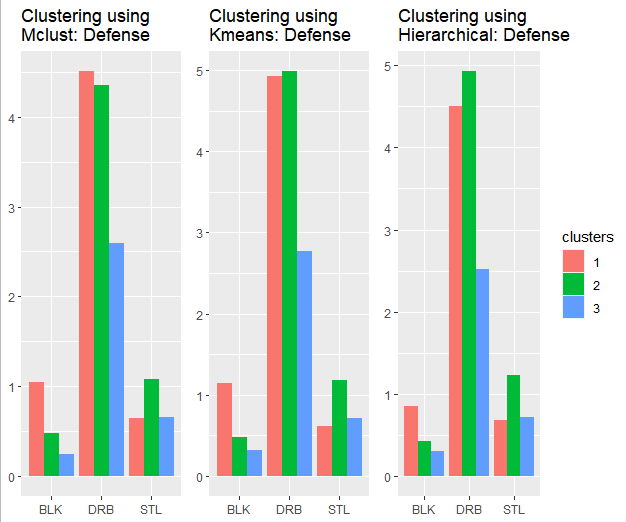 Clustering using
Mclust: Defense
Clustering using
Kmeans: Defense
Clustering using
Hierarchical: Defense
4
3
2
1
0
BLK DRB STL
5
4
3
2
1
0
BLK DRB STL
5
4
3
2
1
0
BLK DRB STL
clusters
1
2
3